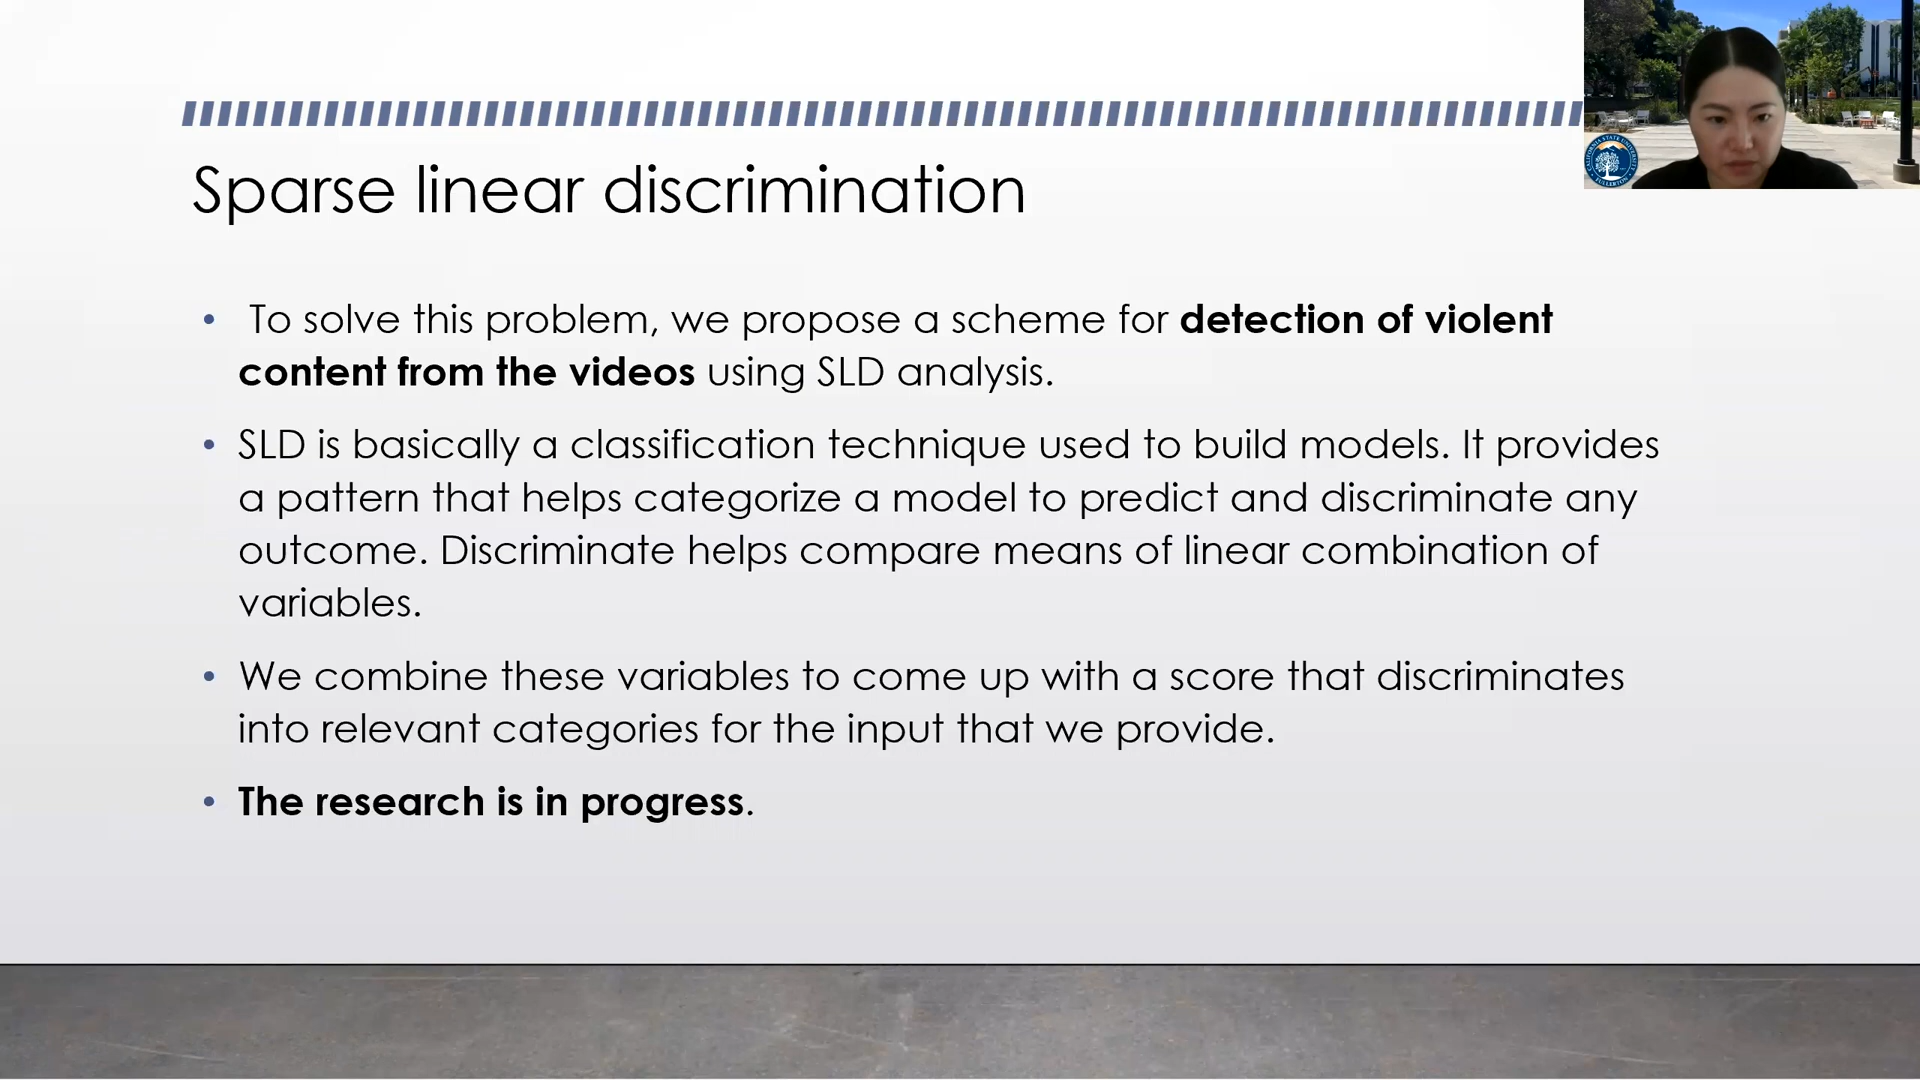 Sparse linear discrimination
• To solve this problem, we propose a scheme for detection of violent
content from the videos using SLD analysis.
• SLD is basically a classification technique used to build models. It provides
a pattern that helps categorize a model to predict and discriminate any
outcome. Discriminate helps compare means of linear combination of
variables.
• We combine these variables to come up with a score that discriminates
into relevant categories for the input that we provide.
• The research is in progress.
CALIFORNIA STATE UNIVERSITY
FULLERTON